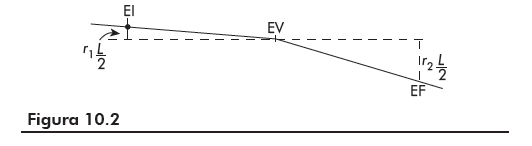 EI
EV
r₁ L/2
r₂ L/2
EF
Figura 10.2